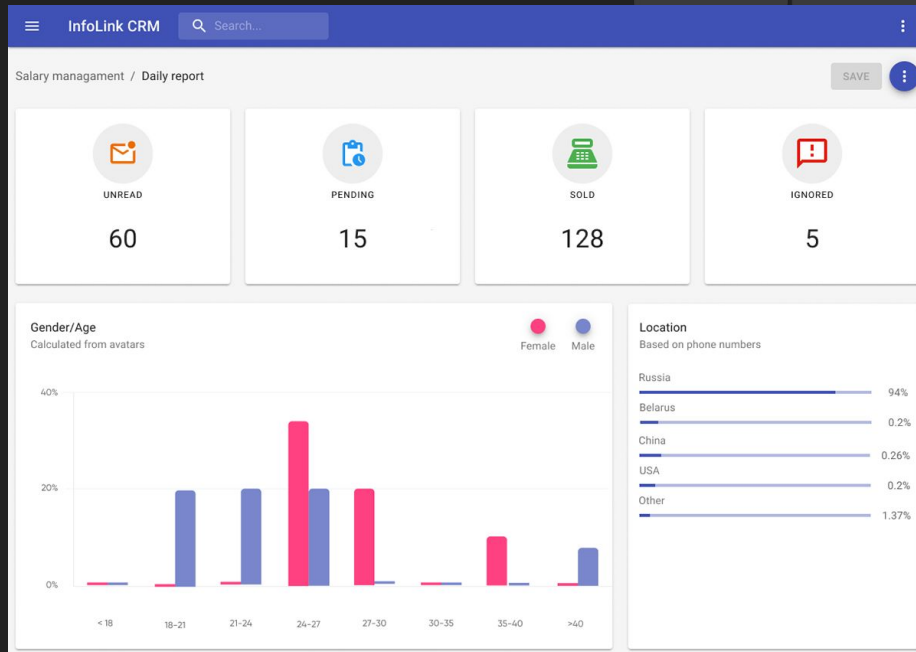 InfoLink CRM
Search...
Salary managament / Daily report
SAVE
UNREAD
60
PENDING
15
SOLD
128
IGNORED
5
Gender/Age
Calculated from avatars
Female
Male
40%
20%
0%
< 18
18-21
21-24
24-27
27-30
30-35
35-40
>40
Location
Based on phone numbers
Russia
94%
Belarus
0.2%
China
0.26%
USA
0.2%
Other
1.37%